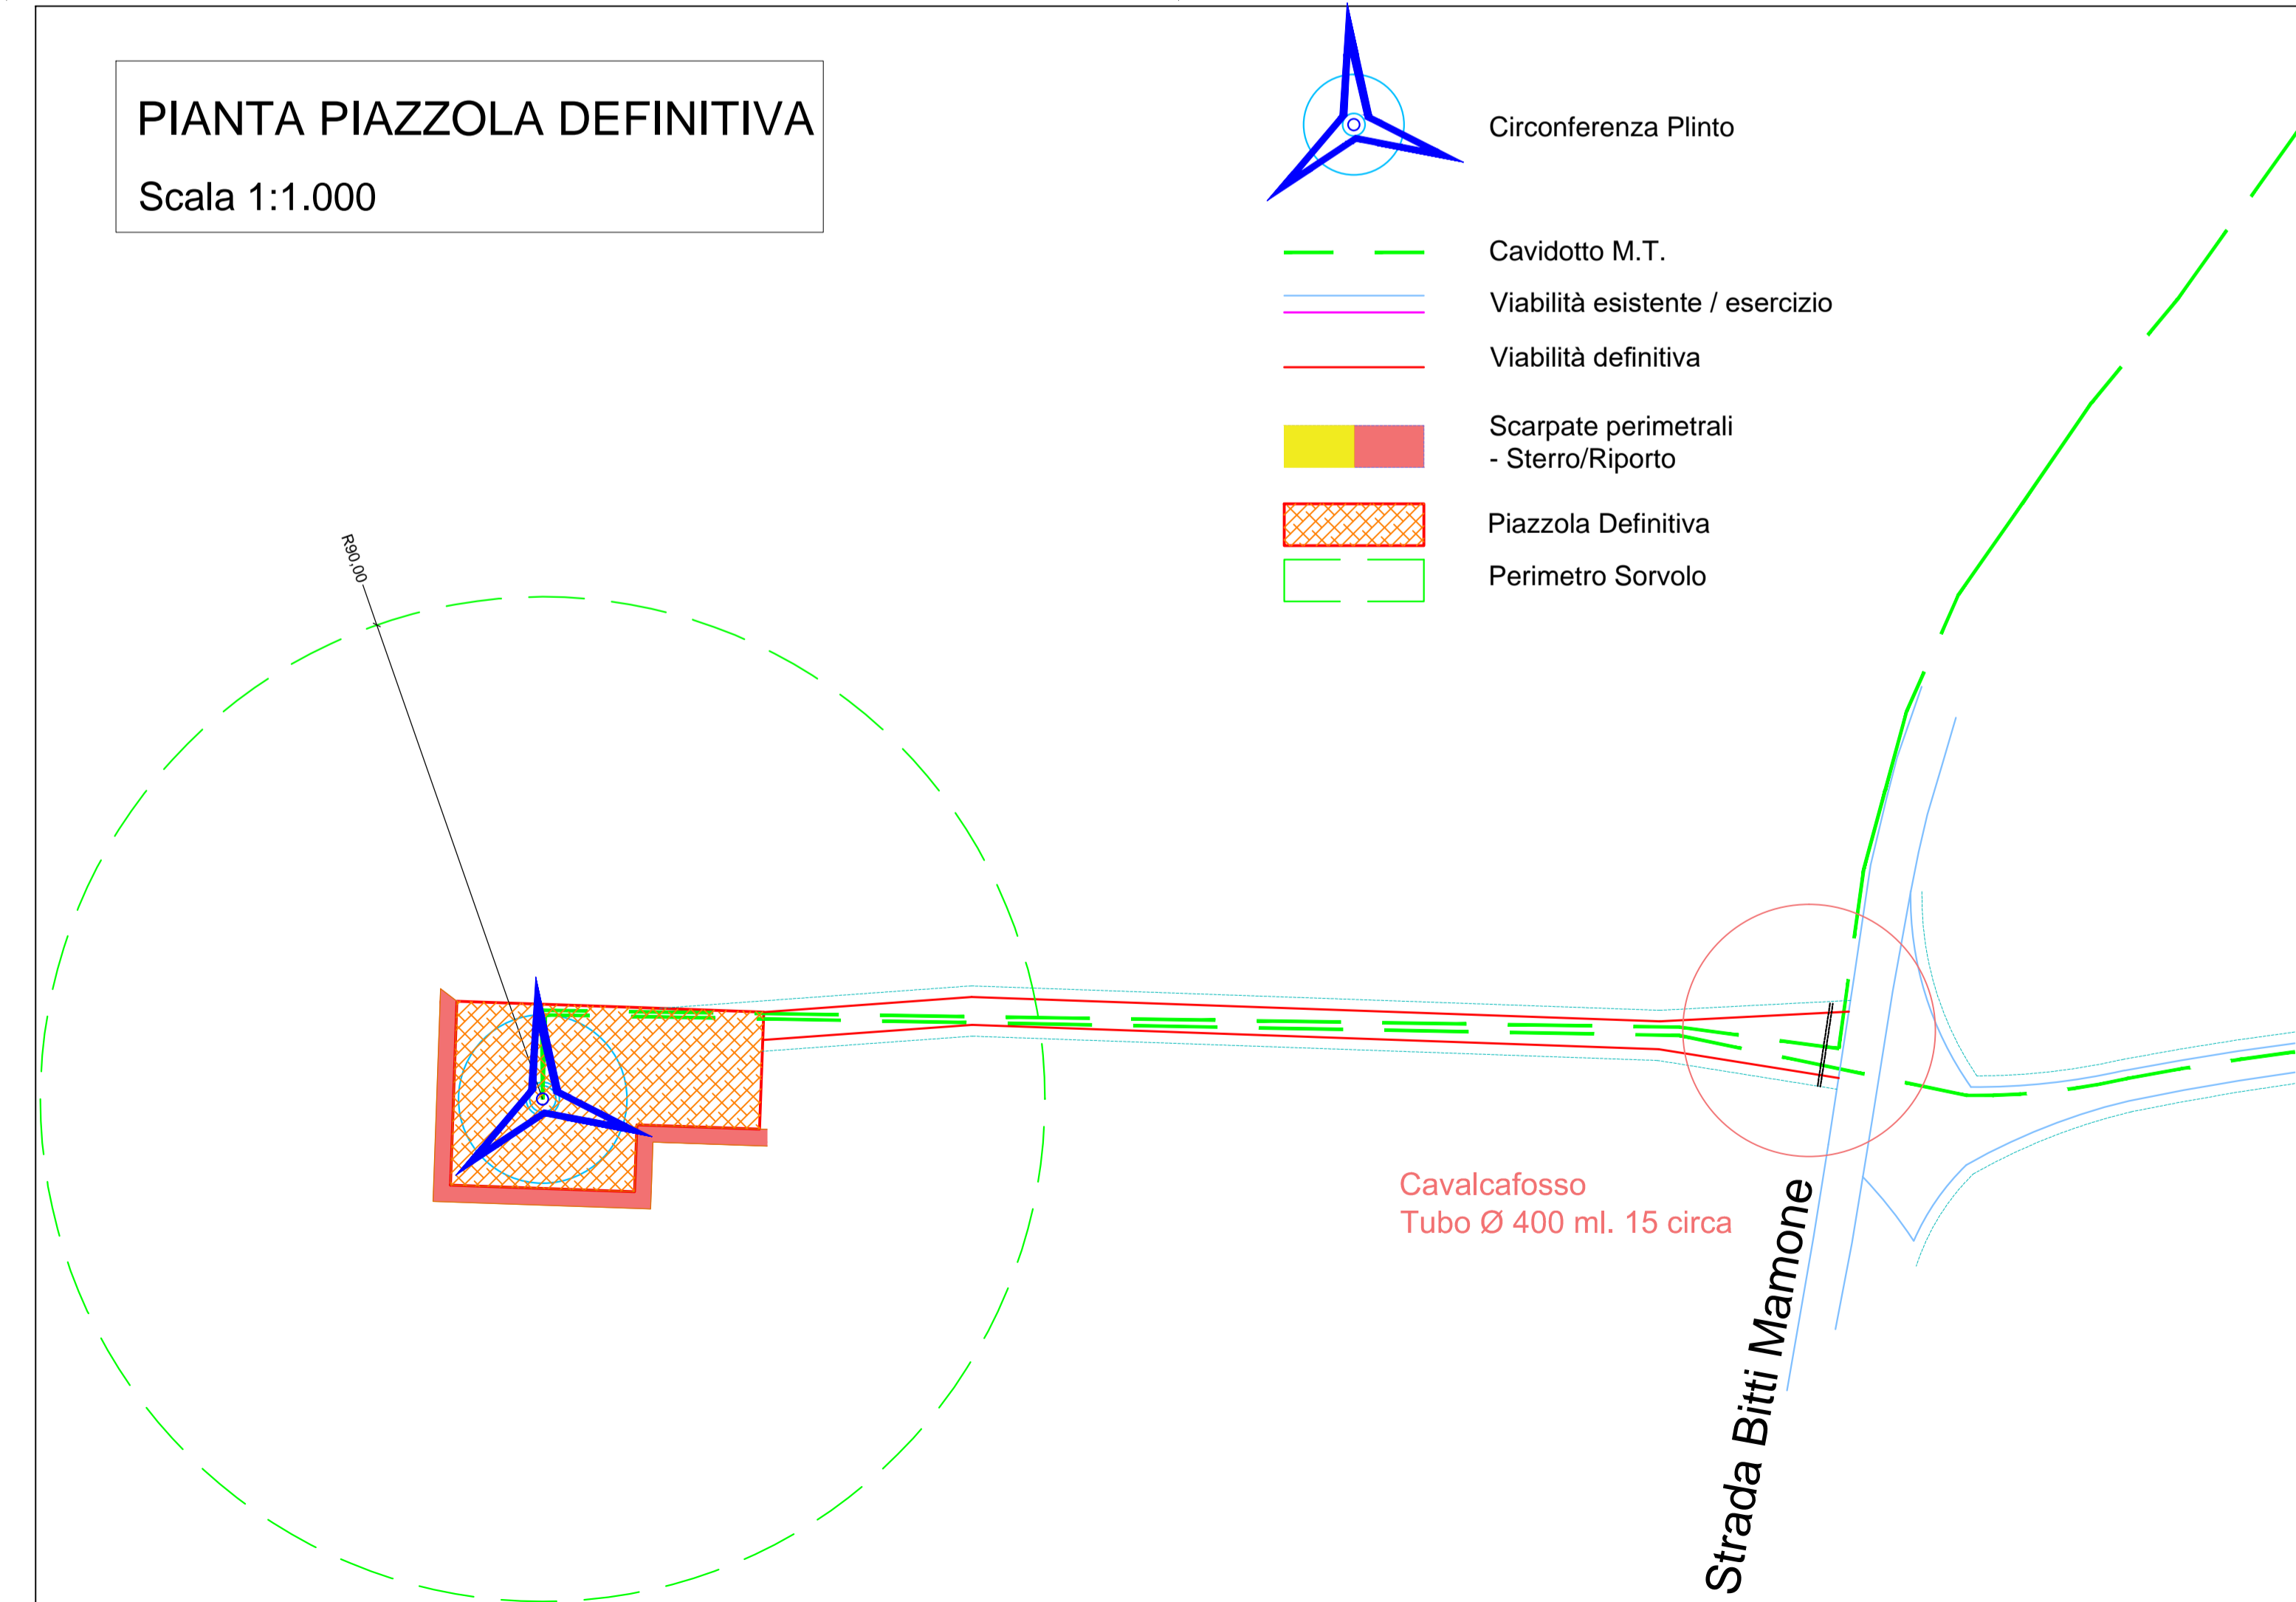 PIANTA PIAZZOLA DEFINITIVA
Scala 1:1.000
Circonferenza Plinto
Cavidotto M.T.
Viabilità esistente / esercizio
Viabilità definitiva
Scarpate perimetrali
- Sterro/Riporto
Piazzola Definitiva
Perimetro Sorvolo
R90,00
Cavalcafosso
Tubo Ø 400 ml. 15 circa
Strada Bitti Mamone